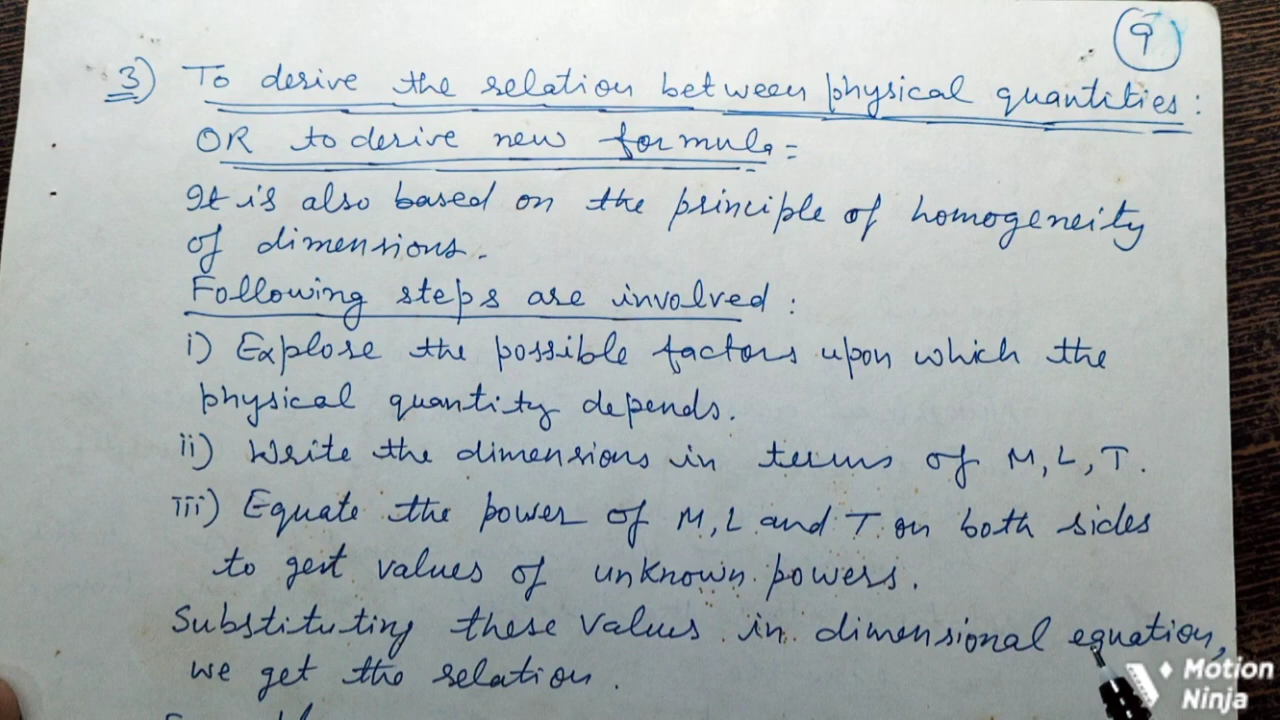 9
3) To derive the relation between physical quantities :
OR to derive new formula =
It is also based on the principle of homogeneity
of dimensions.
Following steps are involved :
i) Explore the possible factors upon which the
physical quantity depends.
ii) Write the dimensions in terms of M, L, T.
iii) Equate the power of M, L and T on both sides
to get values of unknown powers.
Substituting these values in dimensional equation,
we get the relation.
Motion
Ninja